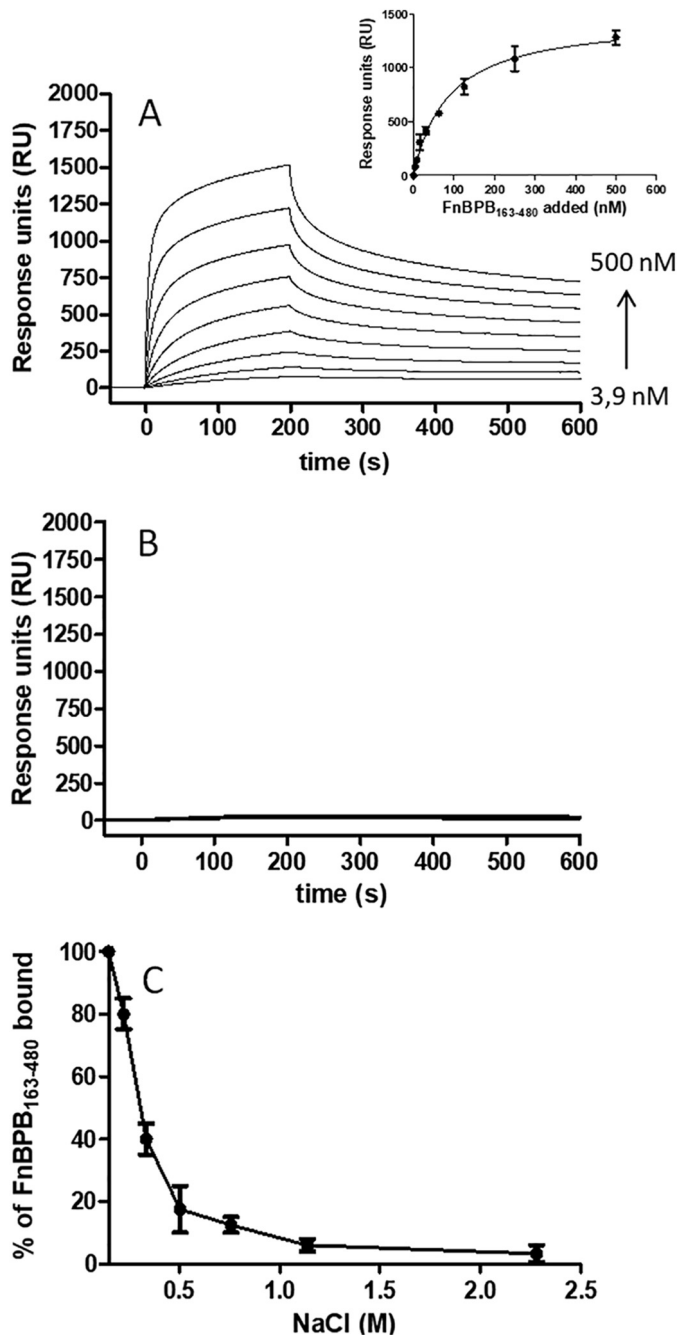 1500
1000
500
0
Response units (RU)
0 100 200 300 400 500 600
FnBPB163-480 added (nM)
A
2000
1750
1500
1250
1000
750
500
250
0
Response units (RU)
500 nM
3,9 nM
0 100 200 300 400 500 600
time (s)
B
2000
1750
1500
1250
1000
750
500
250
0
Response units (RU)
0 100 200 300 400 500 600
time (s)
C
100
80
60
40
20
0
% of FnBPB163-480 bound
0.5 1.0 1.5 2.0 2.5
NaCl (M)